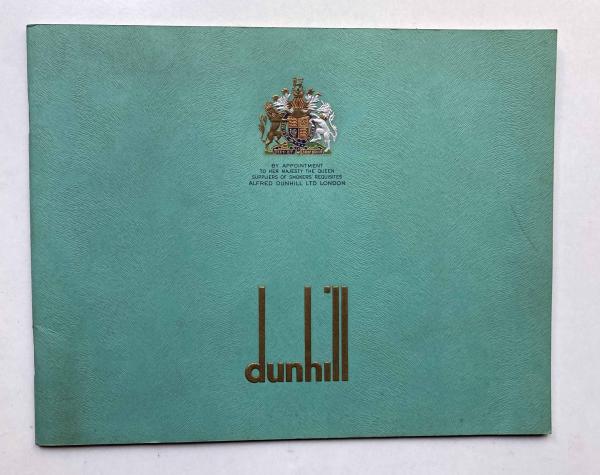 BY APPOINTMENT
TO HER MAJESTY THE QUEEN
SUPPLIERS OF SMOKERS' REQUISITES
ALFRED DUNHILL LTD LONDON
dunhill